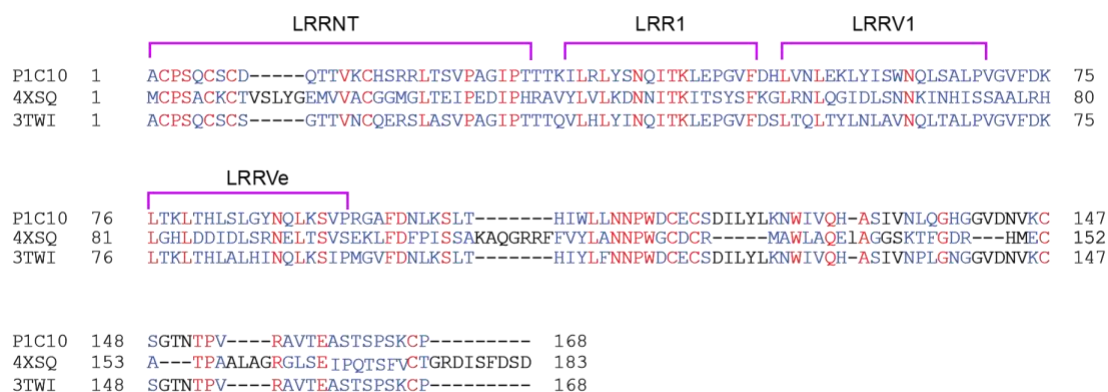 LRRNT LRR1 LRRV1
P1C10 1 ACPSQCSCD-----QTTVKCHSRRLTSVPAGIPTTTKILRLYSNQITKLEPGVFDHLVNLEKLYISWNQLSALPVGVFDK 75
4XSQ 1 MCPSACKCTVSLYGEMVVACGGMGLTEIPEDIPHRAVYLVLKDNNITKITSYSFKGLRNLQGIDLSNNKINHISSAALRH 80
3TWI 1 ACPSQCSCS-----GTTVNCQERSLASVPAGIPTTTQVLHLYINQITKLEPGVFDSLTQLTYLNLAVNQLTALPVGVFDK 75
LRRVe
P1C10 76 LTKLTHLSLGYNQLKSVPRGAFDNLKSLT-------HIWLLNNPWDCECSDILYLKNWIVQH-ASIVNLQGHGGVDNVKC 147
4XSQ 81 LGHLDDIDLSRNELTSVSEKLFDFPISSAKAQGRRFFVYLANNPWGCDCR-----MAWLAQElAGGSKTFGDR---HMEC 152
3TWI 76 LTKLTHLALHINQLKSIPMGVFDNLKSLT-------HIYLFNNPWDCECSDILYLKNWIVQH-ASIVNPLGNGGVDNVKC 147
P1C10 148 SGTNTPV----RAVTEASTSPSKCP--------- 168
4XSQ 153 A---TPAALAGRGLSEIPQTSFVCTGRDISFDSD 183
3TWI 148 SGTNTPV----RAVTEASTSPSKCP--------- 168